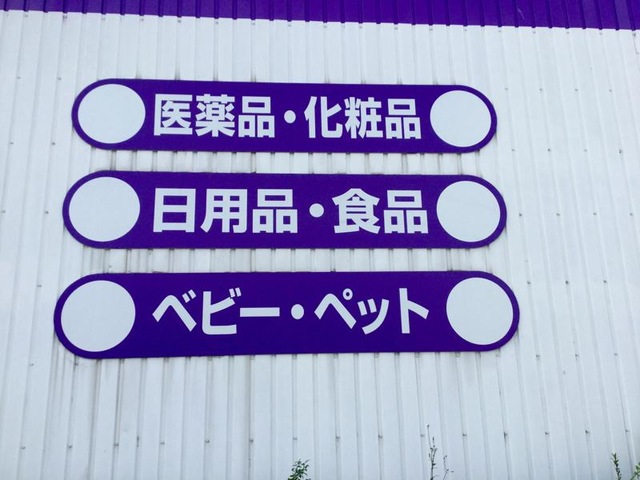 医薬品・化粧品
日用品・食品
ベビー・ペット